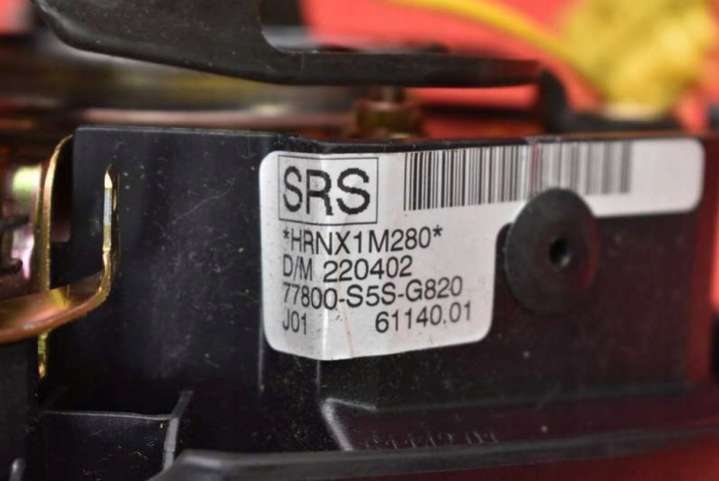 SRS
*HRNX1M280*
D/M 220402
77800-S5S-G820
J01 61140.01